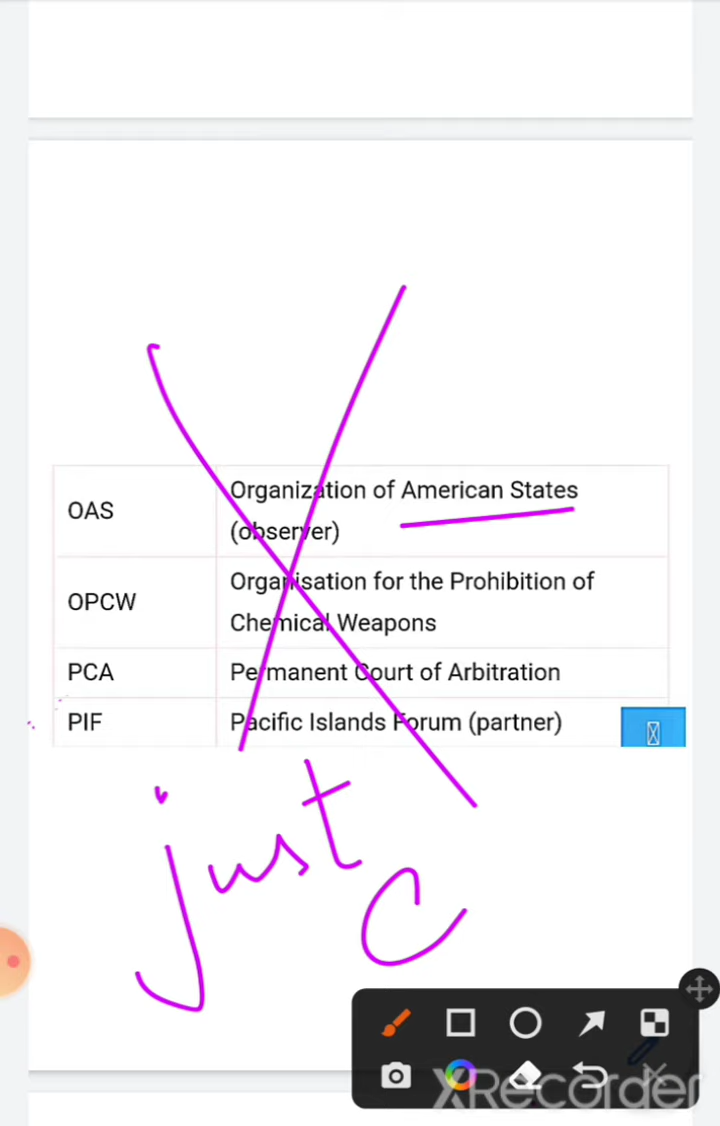 OAS
Organization of American States
(observer)
OPCW
Organisation for the Prohibition of
Chemical Weapons
PCA
Permanent Court of Arbitration
PIF
Pacific Islands Forum (partner)
just
C
XRecorder